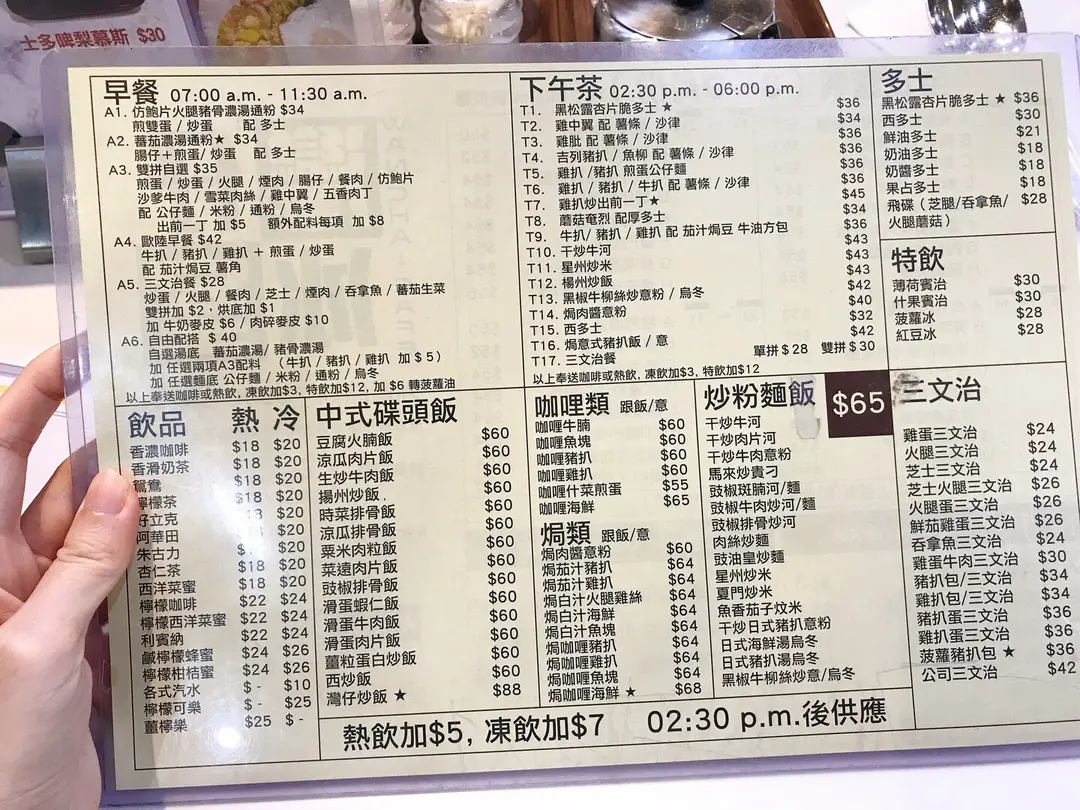 士多啤梨慕斯 $30
早餐 07:00 a.m. - 11:30 a.m.
A1. 仿鮑片火腿豬骨濃湯通粉 $34
煎雙蛋 / 炒蛋 配 多士
A2. 蕃茄濃湯通粉★ $34
腸仔＋煎蛋/ 炒蛋 配 多士
A3. 雙拼自選 $35
煎蛋 / 炒蛋 / 火腿 / 煙肉 / 腸仔 / 餐肉 / 仿鮑片
沙爹牛肉 / 雪菜肉絲 / 雞中翼 / 五香肉丁
配 公仔麵 / 米粉 / 通粉 / 烏冬
出前一丁 加 $5 額外配料每項 加 $8
A4. 歐陸早餐 $42
牛扒 / 豬扒 / 雞扒 ＋ 煎蛋 / 炒蛋
配 茄汁焗豆 薯角
A5. 三文治餐 $28
炒蛋 / 火腿 / 餐肉 / 芝士 / 煙肉 / 吞拿魚 / 蕃茄生菜
雙拼加 $2，烘底加 $1
加 牛奶麥皮 $6 / 肉碎麥皮 $10
A6. 自由配搭 $ 40
自選湯底 蕃茄濃湯/ 豬骨濃湯
加 任選兩項A3配料 （牛扒 / 豬扒 / 雞扒 加 $ 5 ）
加 任選麵底 公仔麵 / 米粉 / 通粉 / 烏冬
以上奉送咖啡或熱飲, 凍飲加$3, 特飲加$12, 加 $6 轉菠蘿油
下午茶 02:30 p.m. - 06:00 p.m.
T1. 黑松露杏片脆多士 ★ $36
T2. 雞中翼 配 薯條 / 沙律 $34
T3. 雞肶 配 薯條 / 沙律 $36
T4. 吉列豬扒 / 魚柳 配 薯條 / 沙律 $36
T5. 雞扒 / 豬扒 煎蛋公仔麵 $36
T6. 雞扒 / 豬扒 / 牛扒 配 薯條 / 沙律 $36
T7. 雞扒炒出前一丁★ $45
T8. 蘑菇奄烈 配厚多士 $34
T9. 牛扒/ 豬扒 / 雞扒 配 茄汁焗豆 牛油方包 $36
T10. 干炒牛河 $43
T11. 星州炒米 $43
T12. 楊州炒飯 $43
T13. 黑椒牛柳絲炒意粉 / 烏冬 $42
T14. 焗肉醬意粉 $40
T15. 西多士 $32
T16. 焗意式豬扒飯 / 意 $42
T17. 三文治餐 單拼 $ 28 雙拼 $ 30
以上奉送咖啡或熱飲, 凍飲加$3, 特飲加$12
多士
黑松露杏片脆多士 ★ $36
西多士 $30
鮮油多士 $21
奶油多士 $18
奶醬多士 $18
果占多士 $18
飛碟（ 芝腿/吞拿魚/ $28
火腿蘑菇）
特飲
薄荷賓治 $30
什果賓治 $30
菠蘿冰 $28
紅豆冰 $28
飲品 熱 冷
香濃咖啡 $18 $20
香滑奶茶 $18 $20
鴛鴦 $18 $20
檸檬茶 $18 $20
好立克 $20
阿華田 $20
朱古力 $20
杏仁茶 $18 $20
西洋菜蜜 $18 $20
檸檬咖啡 $22 $24
檸檬西洋菜蜜 $22 $24
利賓納 $22 $24
鹹檸檬蜂蜜 $24 $26
檸檬柑桔蜜 $24 $26
各式汽水 $ - $10
檸檬可樂 $ - $25
薑檸樂 $25 $ -
中式碟頭飯
豆腐火腩飯 $60
涼瓜肉片飯 $60
生炒牛肉飯 $60
揚州炒飯 $60
時菜排骨飯 $60
涼瓜排骨飯 $60
粟米肉粒飯 $60
菜遠肉片飯 $60
豉椒排骨飯 $60
滑蛋蝦仁飯 $60
滑蛋牛肉飯 $60
滑蛋肉片飯 $60
薑粒蛋白炒飯 $60
西炒飯 $60
灣仔炒飯 ★ $88
咖哩類 跟飯/意
咖喱牛腩 $60
咖喱魚塊 $60
咖喱豬扒 $60
咖喱雞扒 $60
咖喱什菜煎蛋 $55
咖喱海鮮 $65
焗類 跟飯/意
焗肉醬意粉 $60
焗茄汁豬扒 $64
焗茄汁雞扒 $64
焗白汁火腿雞絲 $64
焗白汁海鮮 $64
焗白汁魚塊 $64
焗咖喱豬扒 $64
焗咖喱雞扒 $64
焗咖喱魚塊 $64
焗咖喱海鮮 ★ $68
炒粉麵飯 $65
干炒牛河
干炒肉片河
干炒牛肉意粉
馬來炒貴刁
豉椒斑腩河/麵
豉椒牛肉炒河/麵
豉椒排骨炒河
肉絲炒麵
豉油皇炒麵
星州炒米
夏門炒米
魚香茄子炆米
干炒日式豬扒意粉
日式海鮮湯烏冬
日式豬扒湯烏冬
黑椒牛柳絲炒意/烏冬
三文治
雞蛋三文治 $24
火腿三文治 $24
芝士三文治 $24
芝士火腿三文治 $26
火腿蛋三文治 $26
鮮茄雞蛋三文治 $26
吞拿魚三文治 $24
雞蛋牛肉三文治 $30
豬扒包/三文治 $34
雞扒包/三文治 $34
豬扒蛋三文治 $36
雞扒蛋三文治 $36
菠蘿豬扒包 ★ $36
公司三文治 $42
熱飲加$5, 凍飲加$7 02:30 p.m.後供應